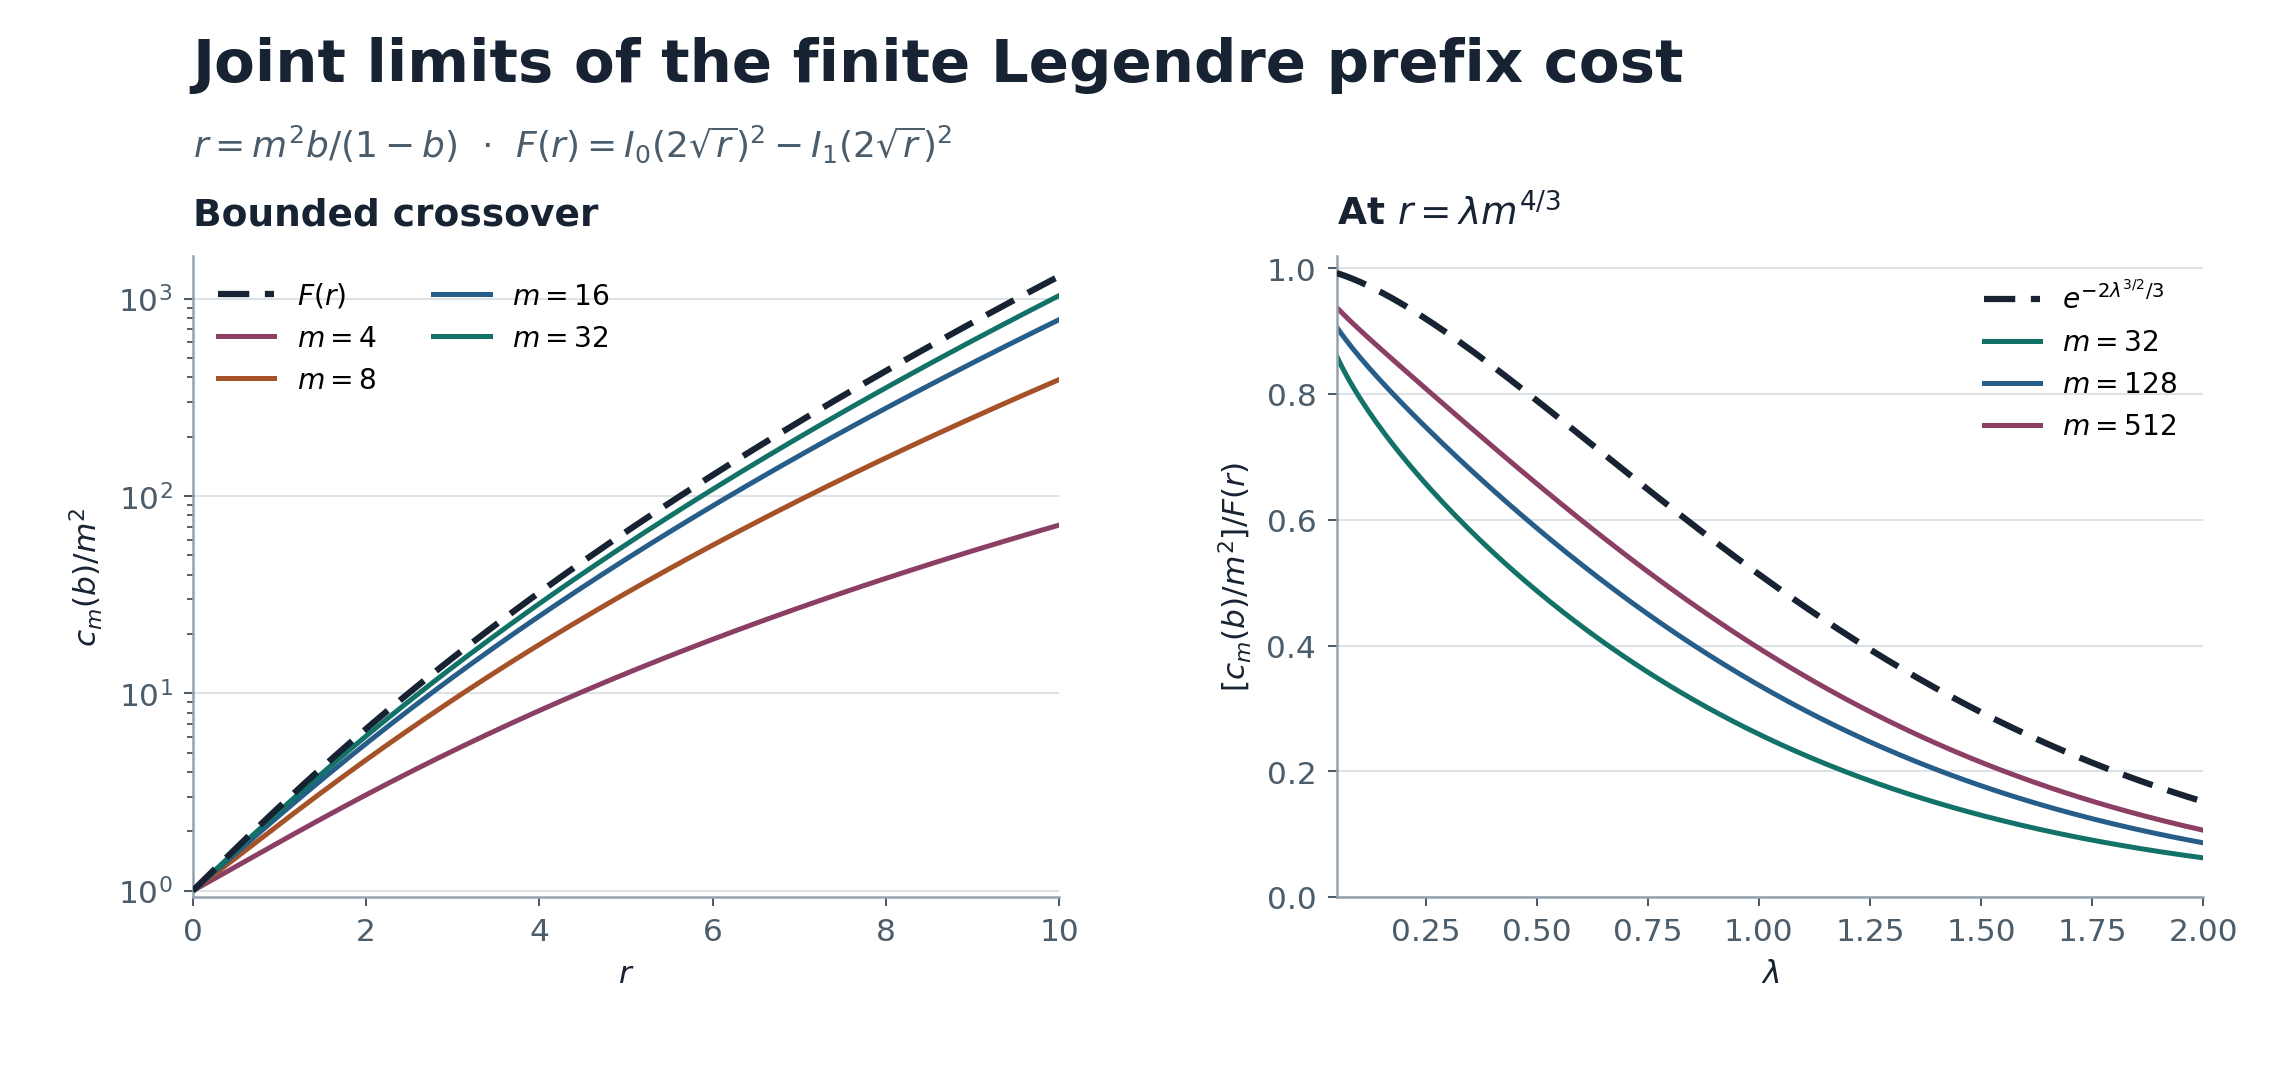 Joint limits of the finite Legendre prefix cost
r = m²b/(1 − b) · F(r) = I₀(2√r)² − I₁(2√r)²
Bounded crossover
10³
10²
10¹
10⁰
cₘ(b)/m²
F(r)
m = 4
m = 8
m = 16
m = 32
0 2 4 6 8 10
r
At r = λm^{4/3}
1.0
0.8
0.6
0.4
0.2
0.0
[cₘ(b)/m²]/F(r)
e^{−2λ^{3/2}/3}
m = 32
m = 128
m = 512
0.25 0.50 0.75 1.00 1.25 1.50 1.75 2.00
λ